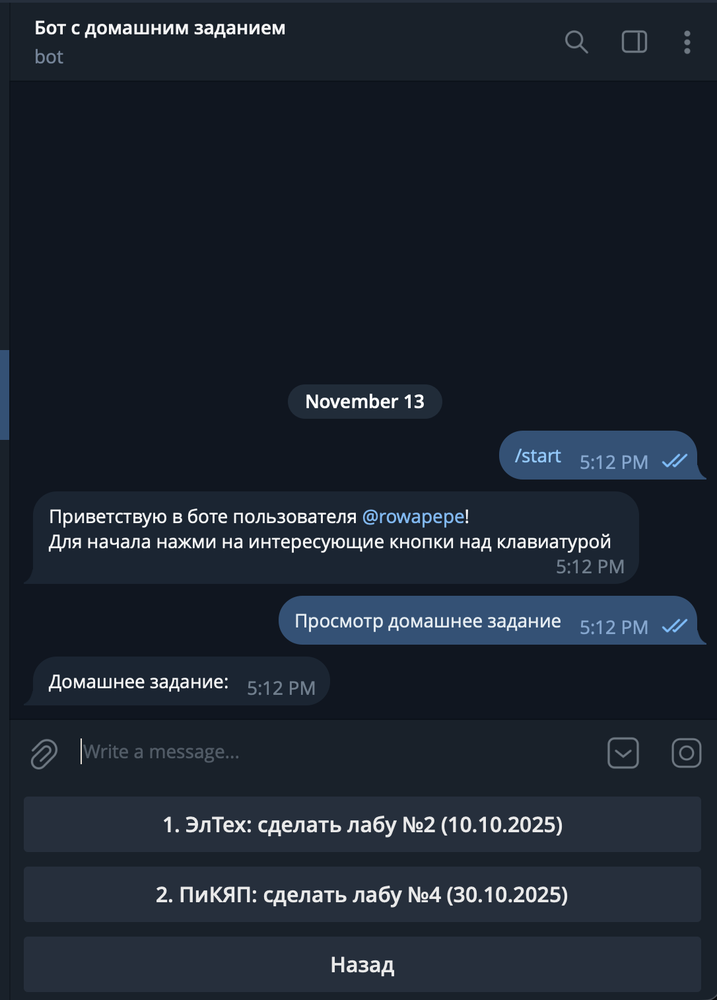 Бот с домашним заданием
bot
November 13
/start 5:12 PM
Приветствую в боте пользователя @rowapepe!
Для начала нажми на интересующие кнопки над клавиатурой
5:12 PM
Просмотр домашнее задание 5:12 PM
Домашнее задание: 5:12 PM
Write a message...
1. ЭлТех: сделать лабу №2 (10.10.2025)
2. ПиКЯП: сделать лабу №4 (30.10.2025)
Назад